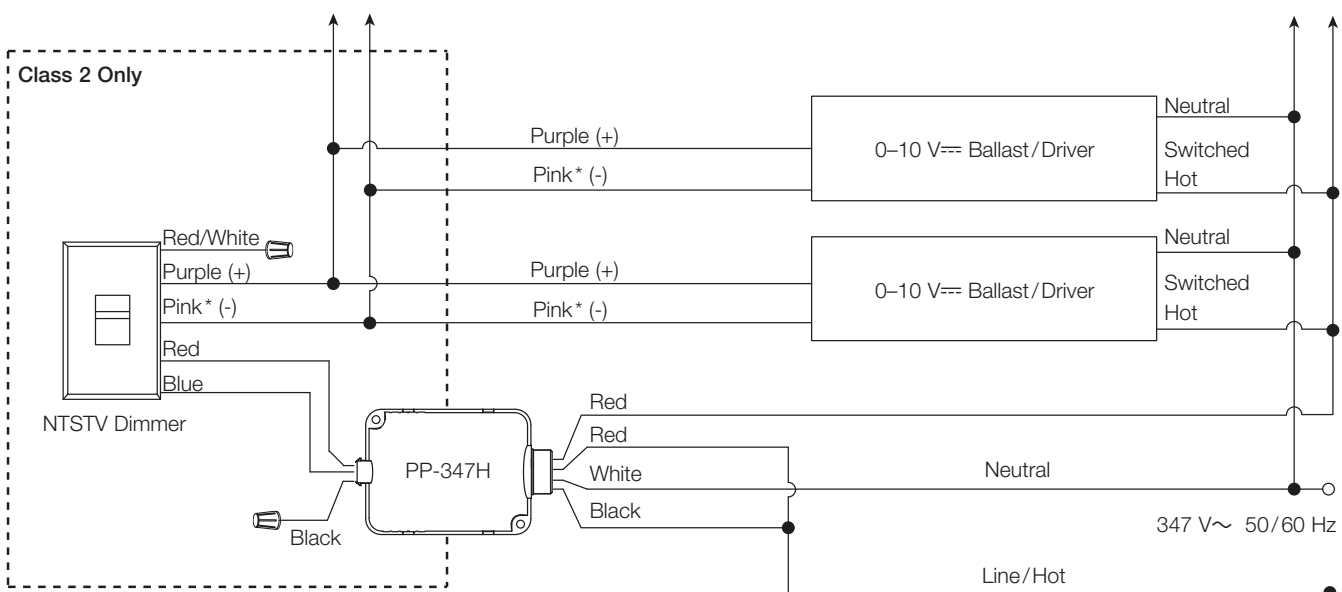 Class 2 Only
Neutral
Purple (+)
0–10 V⎓ Ballast/Driver
Switched
Hot
Pink* (-)
Red/White
Neutral
Purple (+)
Purple (+)
0–10 V⎓ Ballast/Driver
Switched
Hot
Pink* (-)
Pink* (-)
Red
Blue
NTSTV Dimmer
Red
Red
PP-347H
White
Neutral
Black
Black
347 V~ 50/60 Hz
Line/Hot